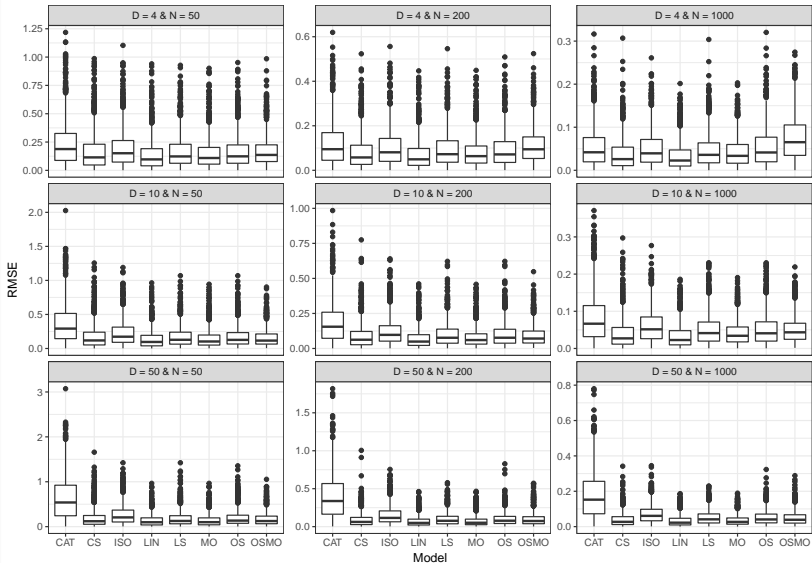 D = 4 & N = 50
D = 4 & N = 200
D = 4 & N = 1000
1.25
1.00
0.75
0.50
0.25
0.00
0.6
0.4
0.2
0.0
0.3
0.2
0.1
0.0
D = 10 & N = 50
D = 10 & N = 200
D = 10 & N = 1000
2.0
1.5
1.0
0.5
0.0
1.00
0.75
0.50
0.25
0.00
0.3
0.2
0.1
0.0
RMSE
D = 50 & N = 50
D = 50 & N = 200
D = 50 & N = 1000
3
2
1
0
1.5
1.0
0.5
0.0
0.8
0.6
0.4
0.2
0.0
CAT CS ISO LIN LS MO OS OSMO
CAT CS ISO LIN LS MO OS OSMO
CAT CS ISO LIN LS MO OS OSMO
Model